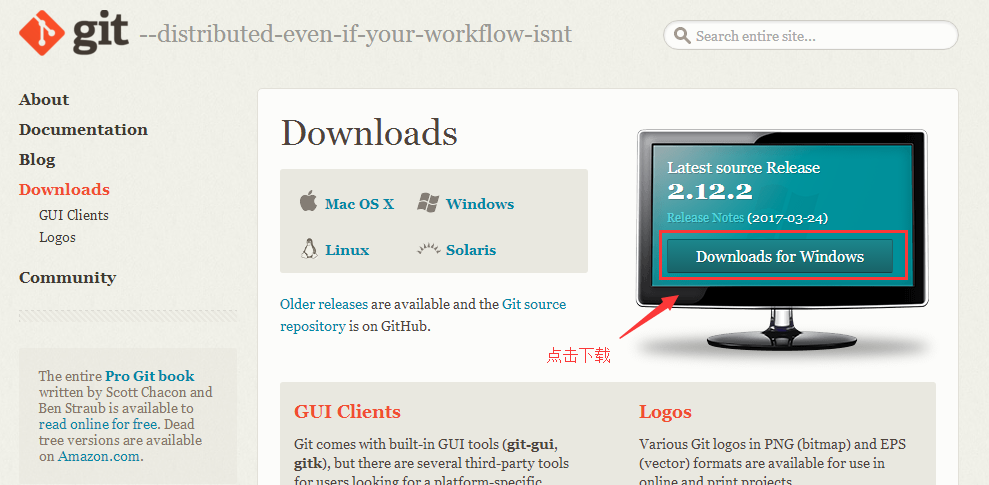 git --distributed-even-if-your-workflow-isnt
Search entire site...
About
Documentation
Blog
Downloads
GUI Clients
Logos
Community
The entire Pro Git book
written by Scott Chacon and
Ben Straub is available to
read online for free. Dead
tree versions are available
on Amazon.com.
Downloads
Mac OS X
Windows
Linux
Solaris
Older releases are available and the Git source
repository is on GitHub.
Latest source Release
2.12.2
Release Notes (2017-03-24)
Downloads for Windows
点击下载
GUI Clients
Git comes with built-in GUI tools (git-gui,
gitk), but there are several third-party tools
for users looking for a platform-specific
Logos
Various Git logos in PNG (bitmap) and EPS
(vector) formats are available for use in
online and print projects.